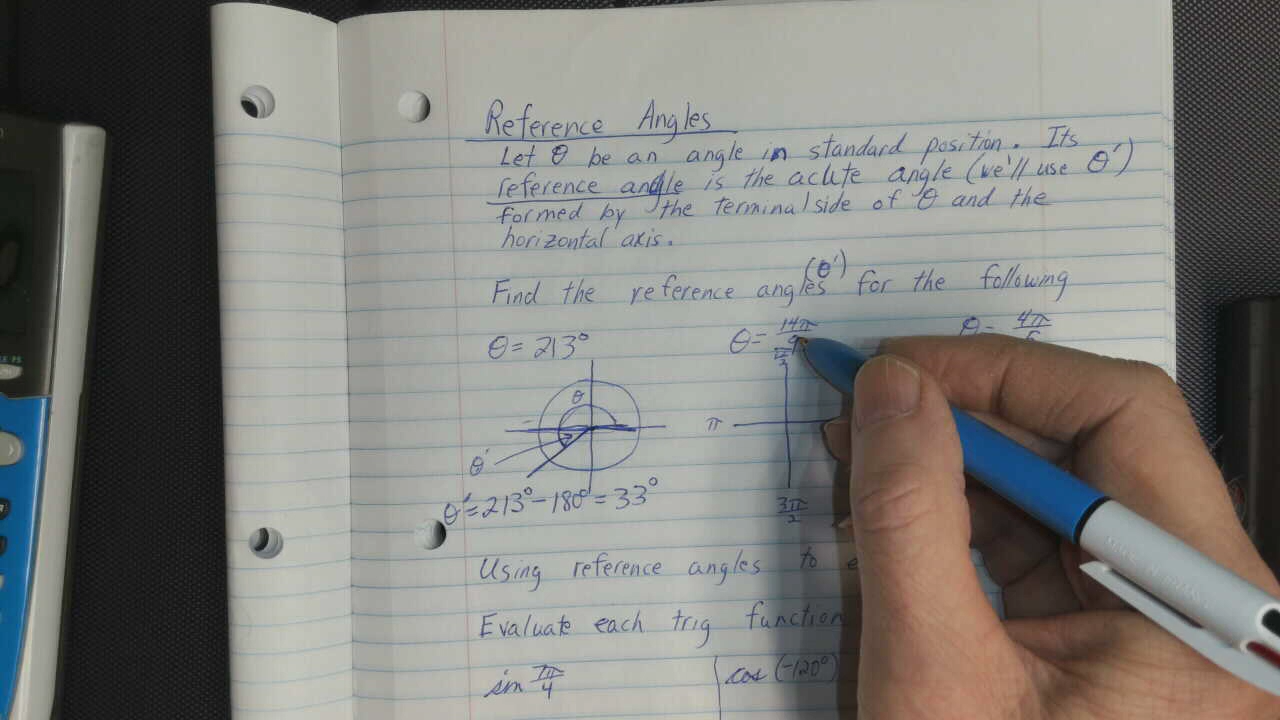 Reference Angles
Let θ be an angle in standard position. Its
reference angle is the acute angle (we'll use θ')
formed by the terminal side of θ and the
horizontal axis.
(θ')
Find the reference angles for the following
θ = 213°
θ = 14π/9
θ = 4π
π/2
θ
π
θ'
θ' = 213° - 180° = 33°
3π/2
Using reference angles to
Evaluate each trig function
sin 7π/4
cos (-120°)